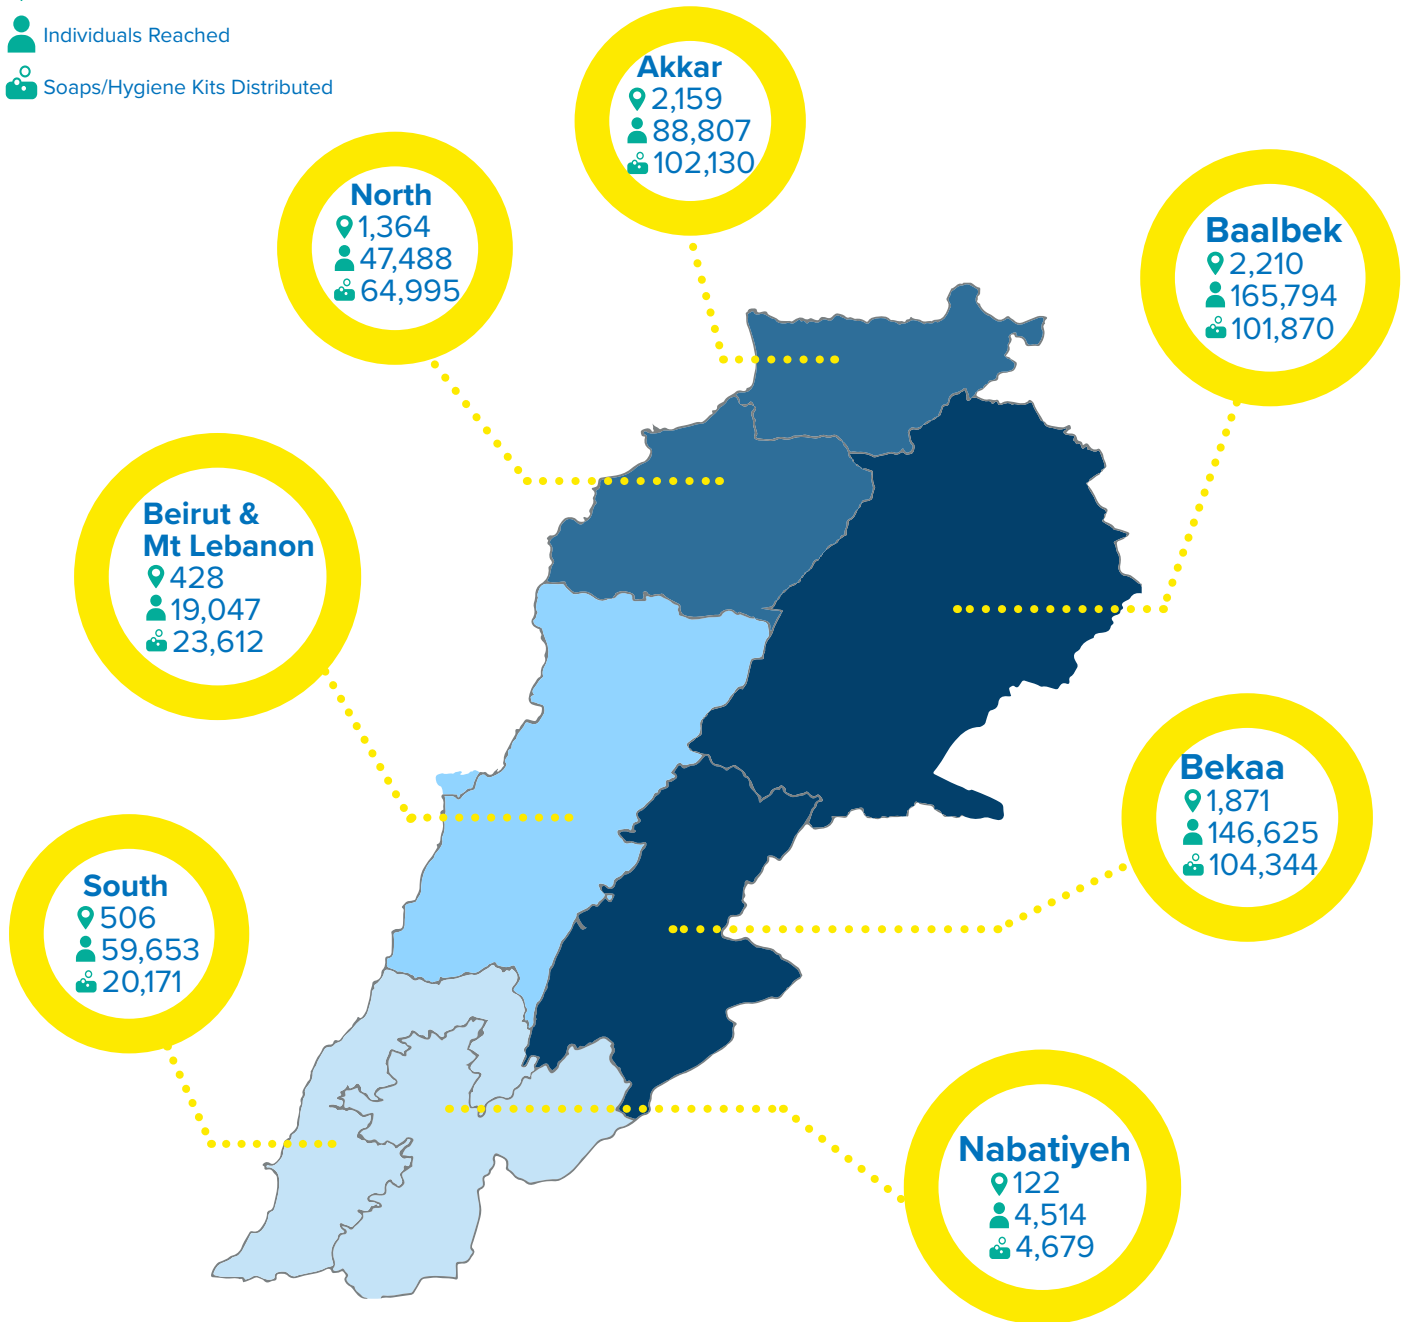 Individuals Reached
Soaps/Hygiene Kits Distributed
Akkar
2,159
88,807
102,130
North
1,364
47,488
64,995
Baalbek
2,210
165,794
101,870
Beirut &
Mt Lebanon
428
19,047
23,612
Bekaa
1,871
146,625
104,344
South
506
59,653
20,171
Nabatiyeh
122
4,514
4,679